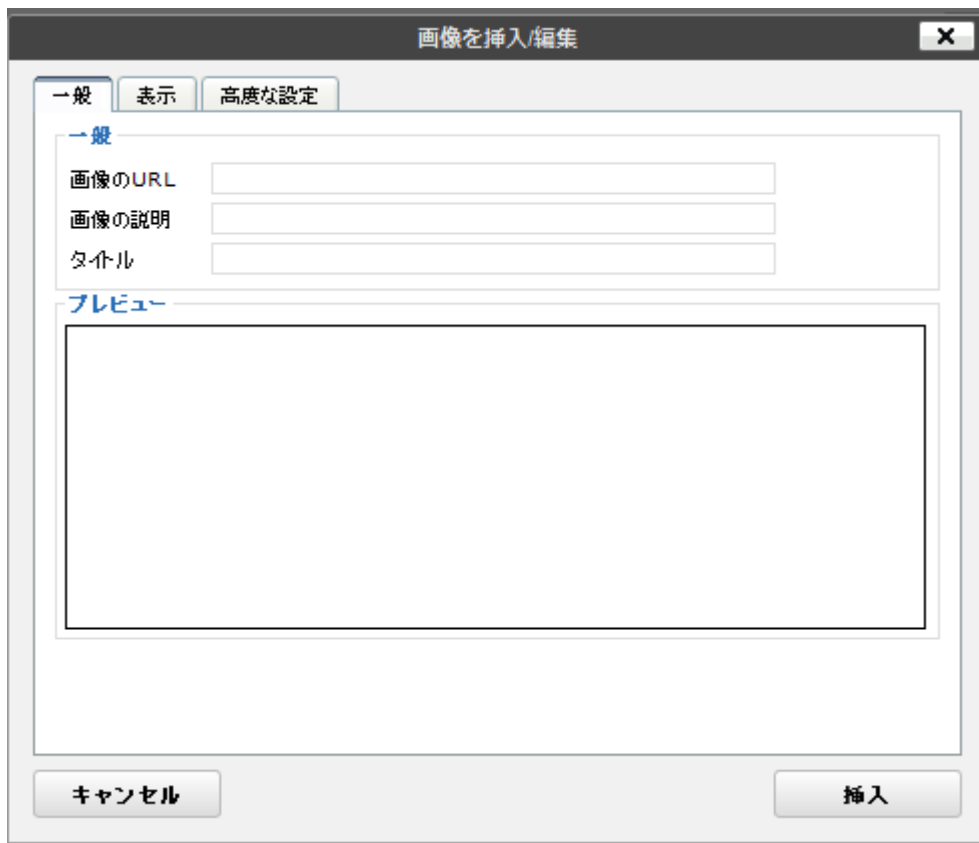 画像を挿入/編集
一般 表示 高度な設定
一般
画像のURL
画像の説明
タイトル
プレビュー
キャンセル 挿入